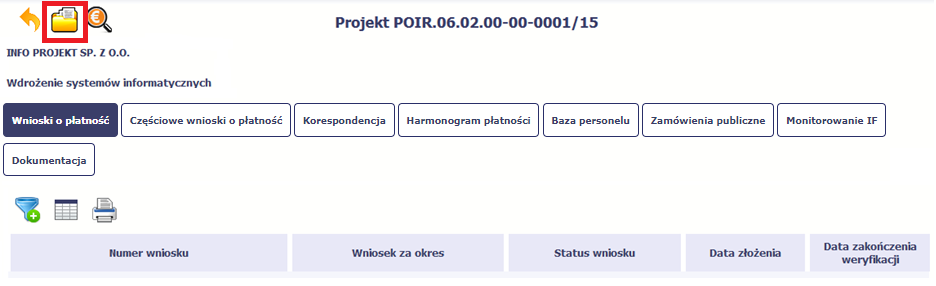 Projekt POIR.06.02.00-00-0001/15
INFO PROJEKT SP. Z O.O.
Wdrożenie systemów informatycznych
Wnioski o płatność
Częściowe wnioski o płatność
Korespondencja
Harmonogram płatności
Baza personelu
Zamówienia publiczne
Monitorowanie IF
Dokumentacja
Numer wniosku
Wniosek za okres
Status wniosku
Data złożenia
Data zakończenia
weryfikacji